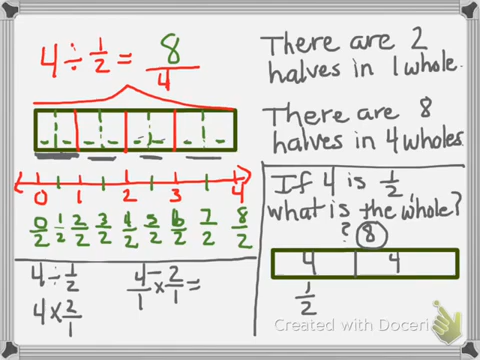 4 ÷ 1/2 = 8
4
0 1 2 3 4
0/2 1/2 2/2 3/2 4/2 5/2 6/2 7/2 8/2
4 ÷ 1/2
4 × 2/1
4/1 × 2/1 =
There are 2
halves in 1 whole.
There are 8
halves in 4 wholes.
If 4 is 1/2,
what is the whole?
? 8
4 4
1/2
Created with Doceri